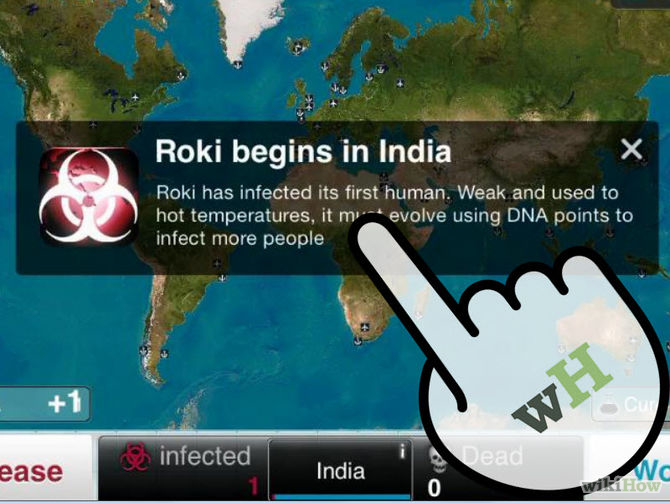 Roki begins in India
Roki has infected its first human. Weak and used to
hot temperatures, it must evolve using DNA points to
infect more people
+1
Cur
ease
infected
1
i
India
Dead
0
Wo
wH
wikiHow